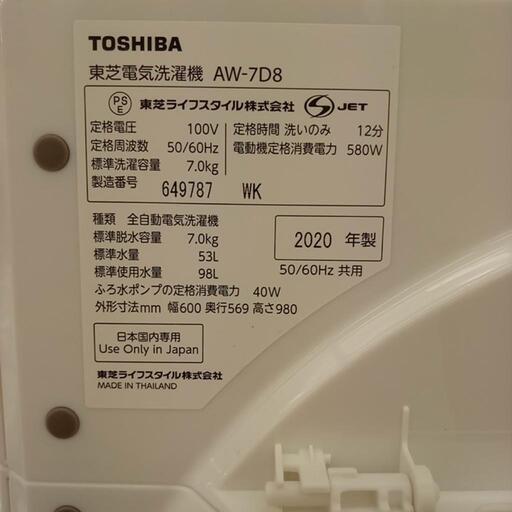 TOSHIBA
東芝電気洗濯機 AW-7D8
PS E 東芝ライフスタイル株式会社 S JET
定格電圧 100V 定格時間 洗いのみ 12分
定格周波数 50/60Hz 電動機定格消費電力 580W
標準洗濯容量 7.0kg
製造番号 649787 WK
種類 全自動電気洗濯機
標準脱水容量 7.0kg
標準水量 53L
標準使用水量 98L
2020 年製
50/60Hz 共用
ふろ水ポンプの定格消費電力 40W
外形寸法mm 幅600 奥行569 高さ980
日本国内専用
Use Only in Japan
東芝ライフスタイル株式会社
MADE IN THAILAND